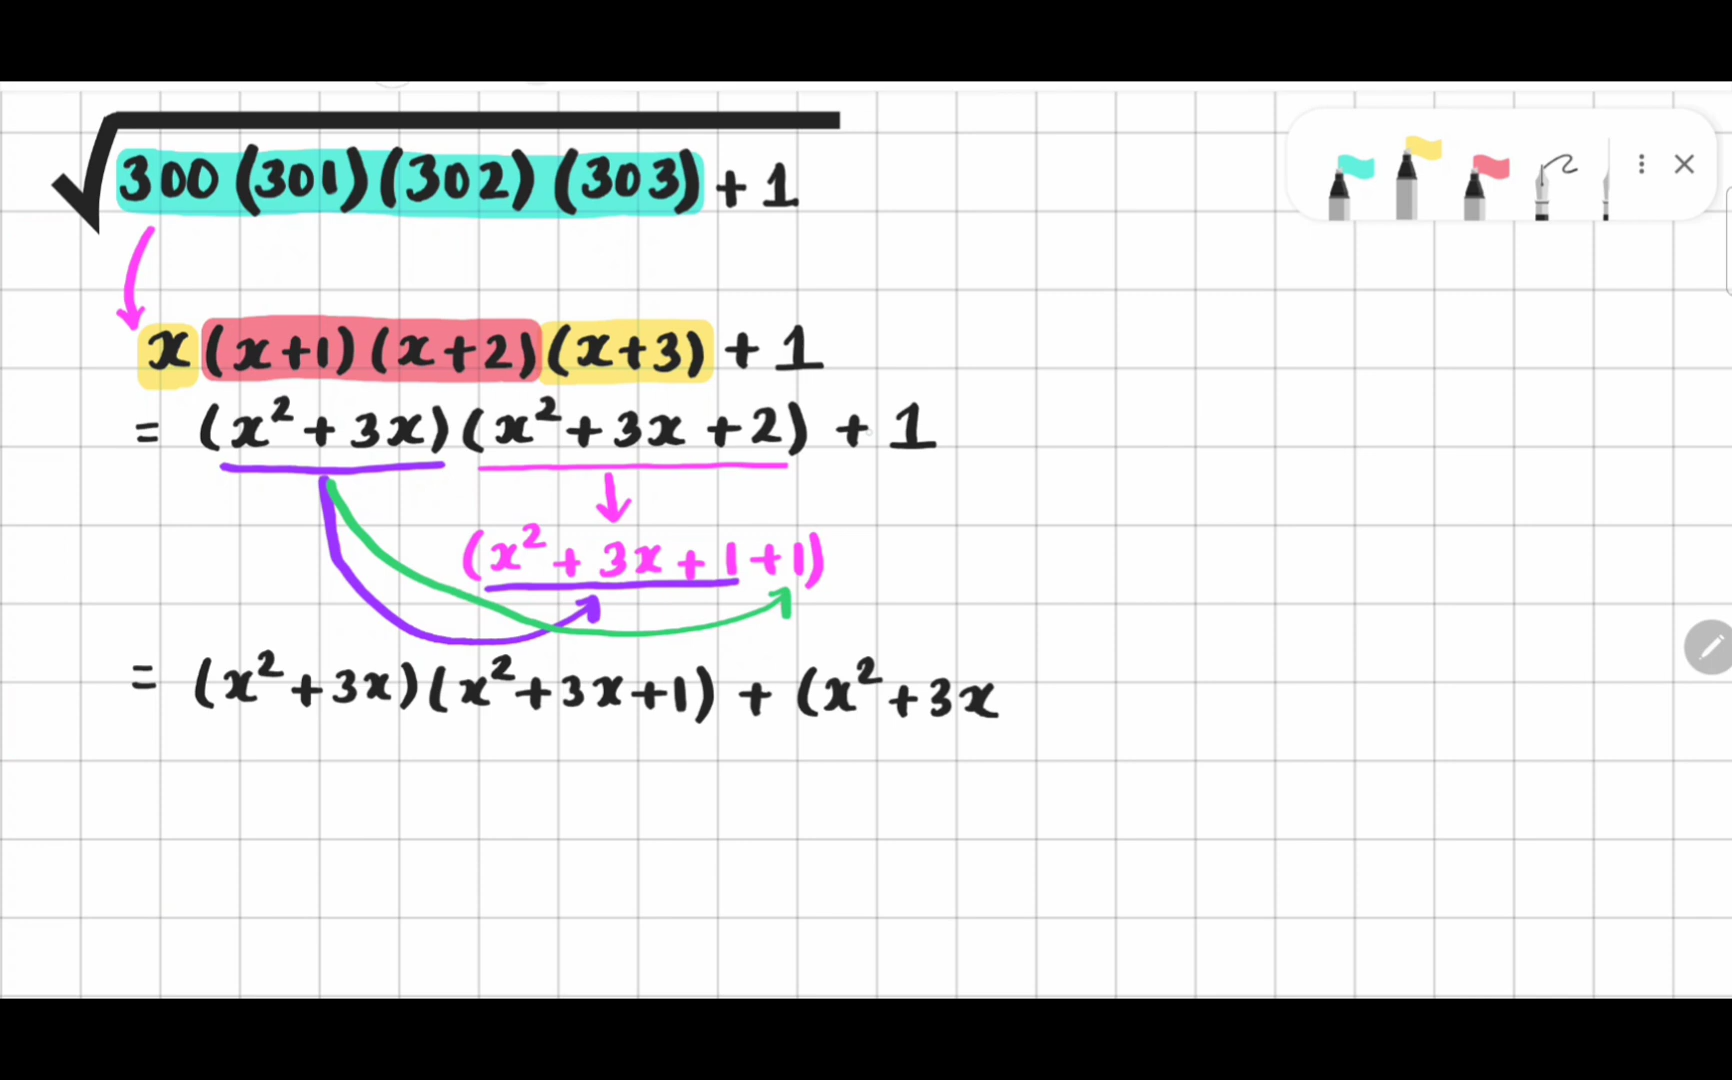 √300(301)(302)(303) + 1
x(x+1)(x+2)(x+3) + 1
= (x² + 3x)(x² + 3x + 2) + 1
(x² + 3x + 1 + 1)
= (x² + 3x)(x² + 3x + 1) + (x² + 3x